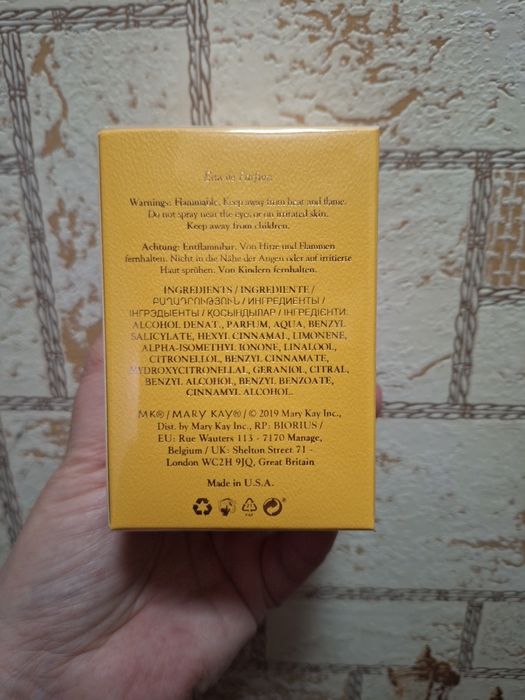 Eau de Parfum
Warnings: Flammable. Keep away from heat and flame.
Do not spray near the eyes or on irritated skin.
Keep away from children.
Achtung: Entflammbar. Von Hitze und Flammen
fernhalten. Nicht in die Nähe der Augen oder auf irritierte
Haut sprühen. Von Kindern fernhalten.
INGREDIENTS / INGREDIENTE /
ԲԱՂԱԴՐՈՒԹՅՈՒՆ / ИНГРЕДИЕНТЫ /
ІНГРЭДЫЕНТЫ / ҚОСЫНДЫЛАР / ІНГРЕДІЄНТИ:
ALCOHOL DENAT., PARFUM, AQUA, BENZYL
SALICYLATE, HEXYL CINNAMAL, LIMONENE,
ALPHA-ISOMETHYL IONONE, LINALOOL,
CITRONELLOL, BENZYL CINNAMATE,
HYDROXYCITRONELLAL, GERANIOL, CITRAL,
BENZYL ALCOHOL, BENZYL BENZOATE,
CINNAMYL ALCOHOL.
MK® / MARY KAY® / © 2019 Mary Kay Inc.,
Dist. by Mary Kay Inc., RP: BIORIUS /
EU: Rue Wauters 113 - 7170 Manage,
Belgium / UK: Shelton Street 71 -
London WC2H 9JQ, Great Britain
Made in U.S.A.
21
PAP